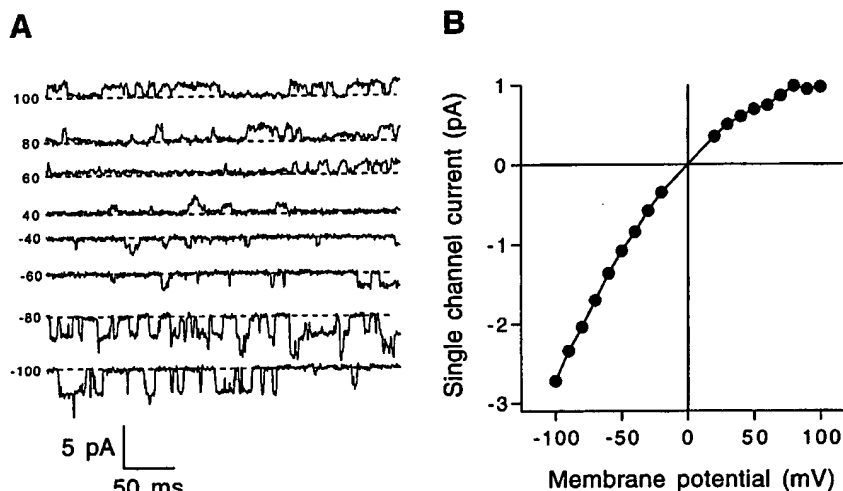 A
100
80
60
40
-40
-60
-80
-100
5 pA
50 ms
B
Single channel current (pA)
1
0
-1
-2
-3
-100 -50 0 50 100
Membrane potential (mV)